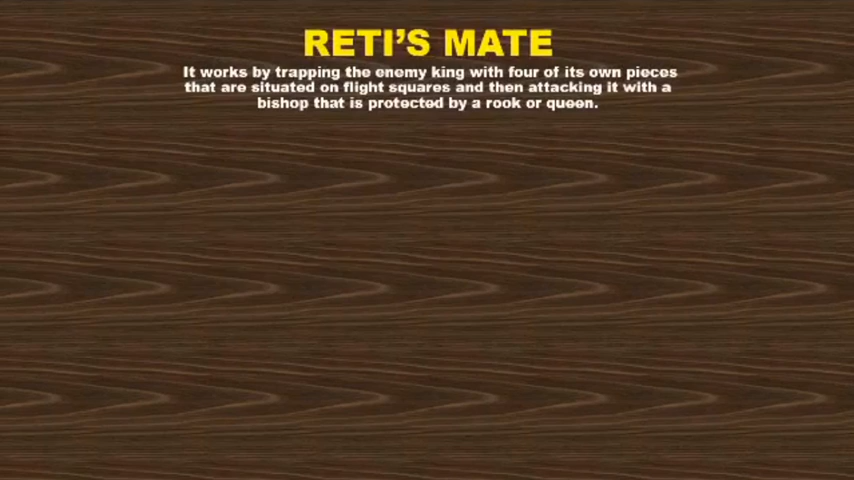 RETI’S MATE
It works by trapping the enemy king with four of its own pieces
that are situated on flight squares and then attacking it with a
bishop that is protected by a rook or queen.